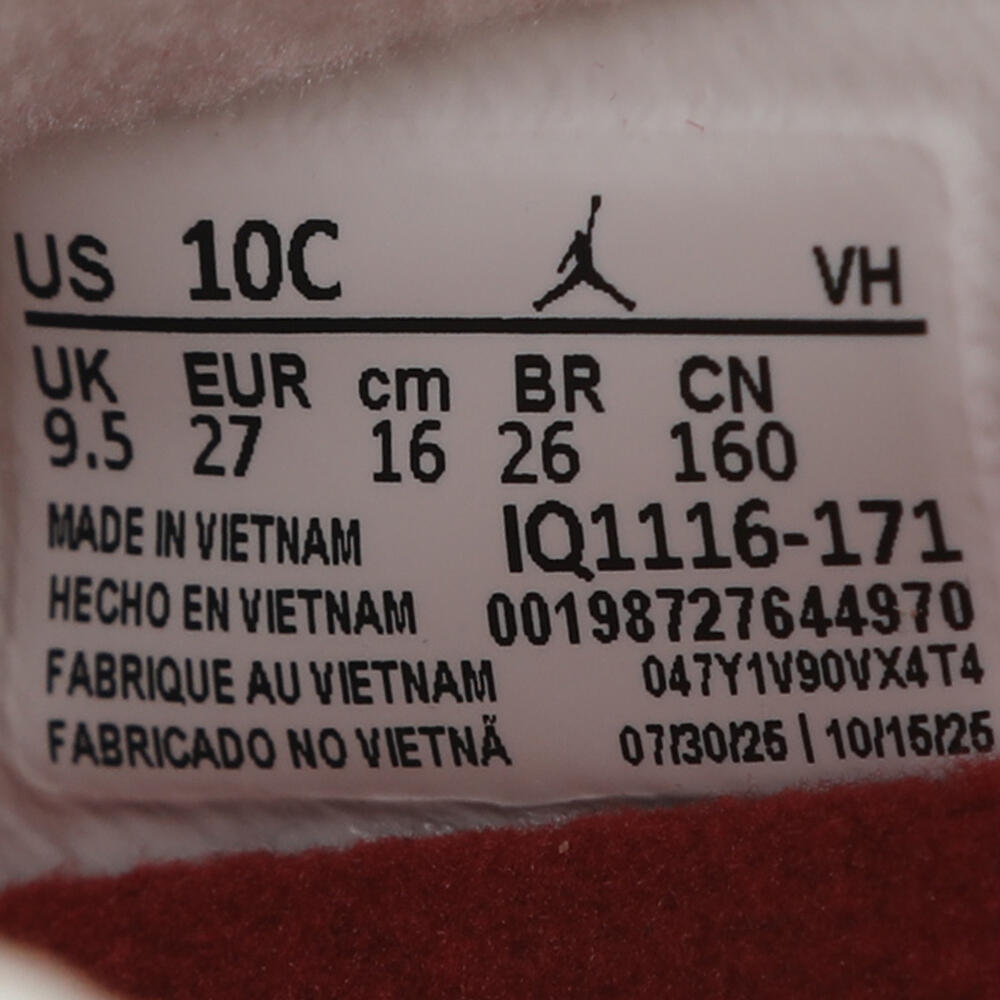 US 10C VH
UK EUR cm BR CN
9.5 27 16 26 160
MADE IN VIETNAM IQ1116-171
HECHO EN VIETNAM 00198727644970
FABRIQUE AU VIETNAM 047Y1V90VX4T4
FABRICADO NO VIETNÃ 07/30/25 | 10/15/25